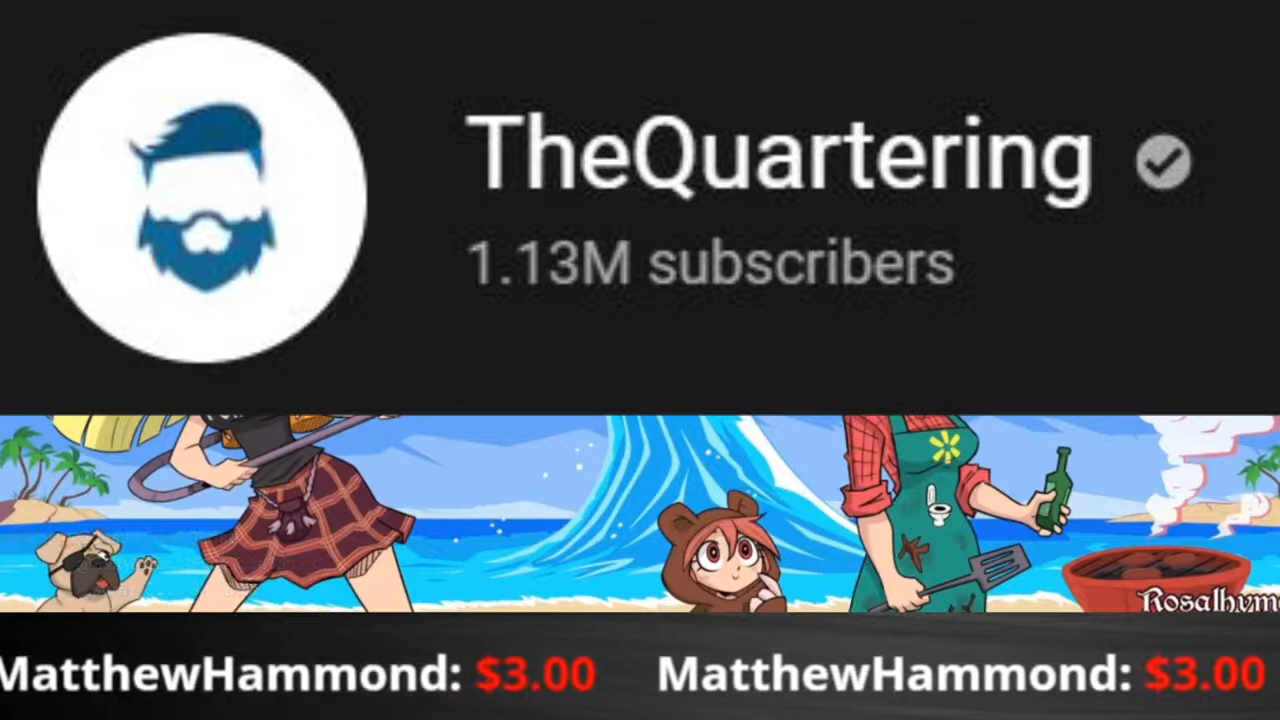 TheQuartering
1.13M subscribers
MatthewHammond: $3.00 MatthewHammond: $3.00